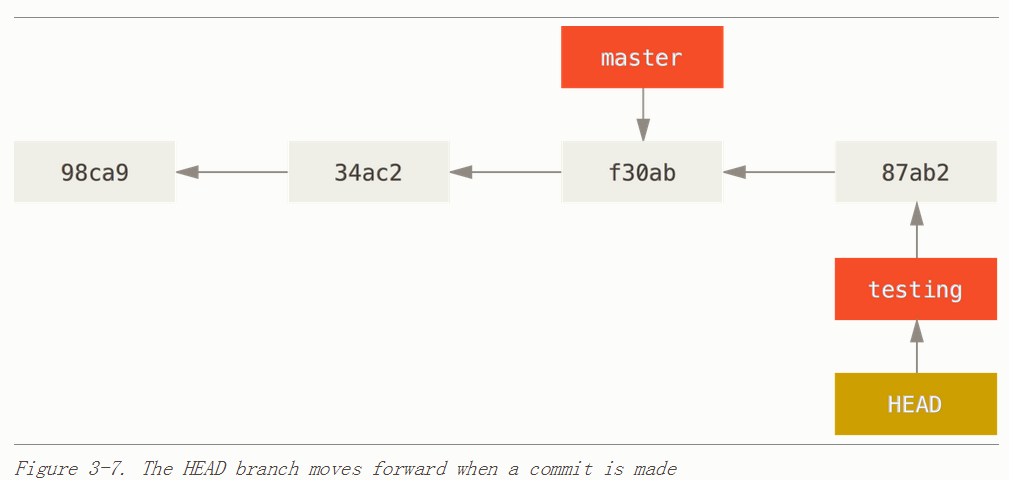 master
98ca9
34ac2
f30ab
87ab2
testing
HEAD
Figure 3-7. The HEAD branch moves forward when a commit is made